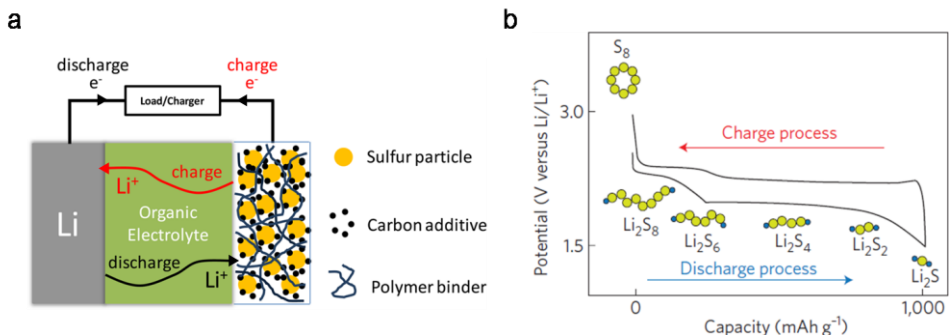 a
discharge
e-
charge
e-
Load/Charger
Li
Li+
charge
Organic
Electrolyte
discharge
Li+
Sulfur particle
Carbon additive
Polymer binder
b
Potential (V versus Li/Li+)
3.0
1.5
S8
Charge process
Li2S8
Li2S6
Li2S4
Li2S2
Li2S
Discharge process
0
1,000
Capacity (mAh g−1)